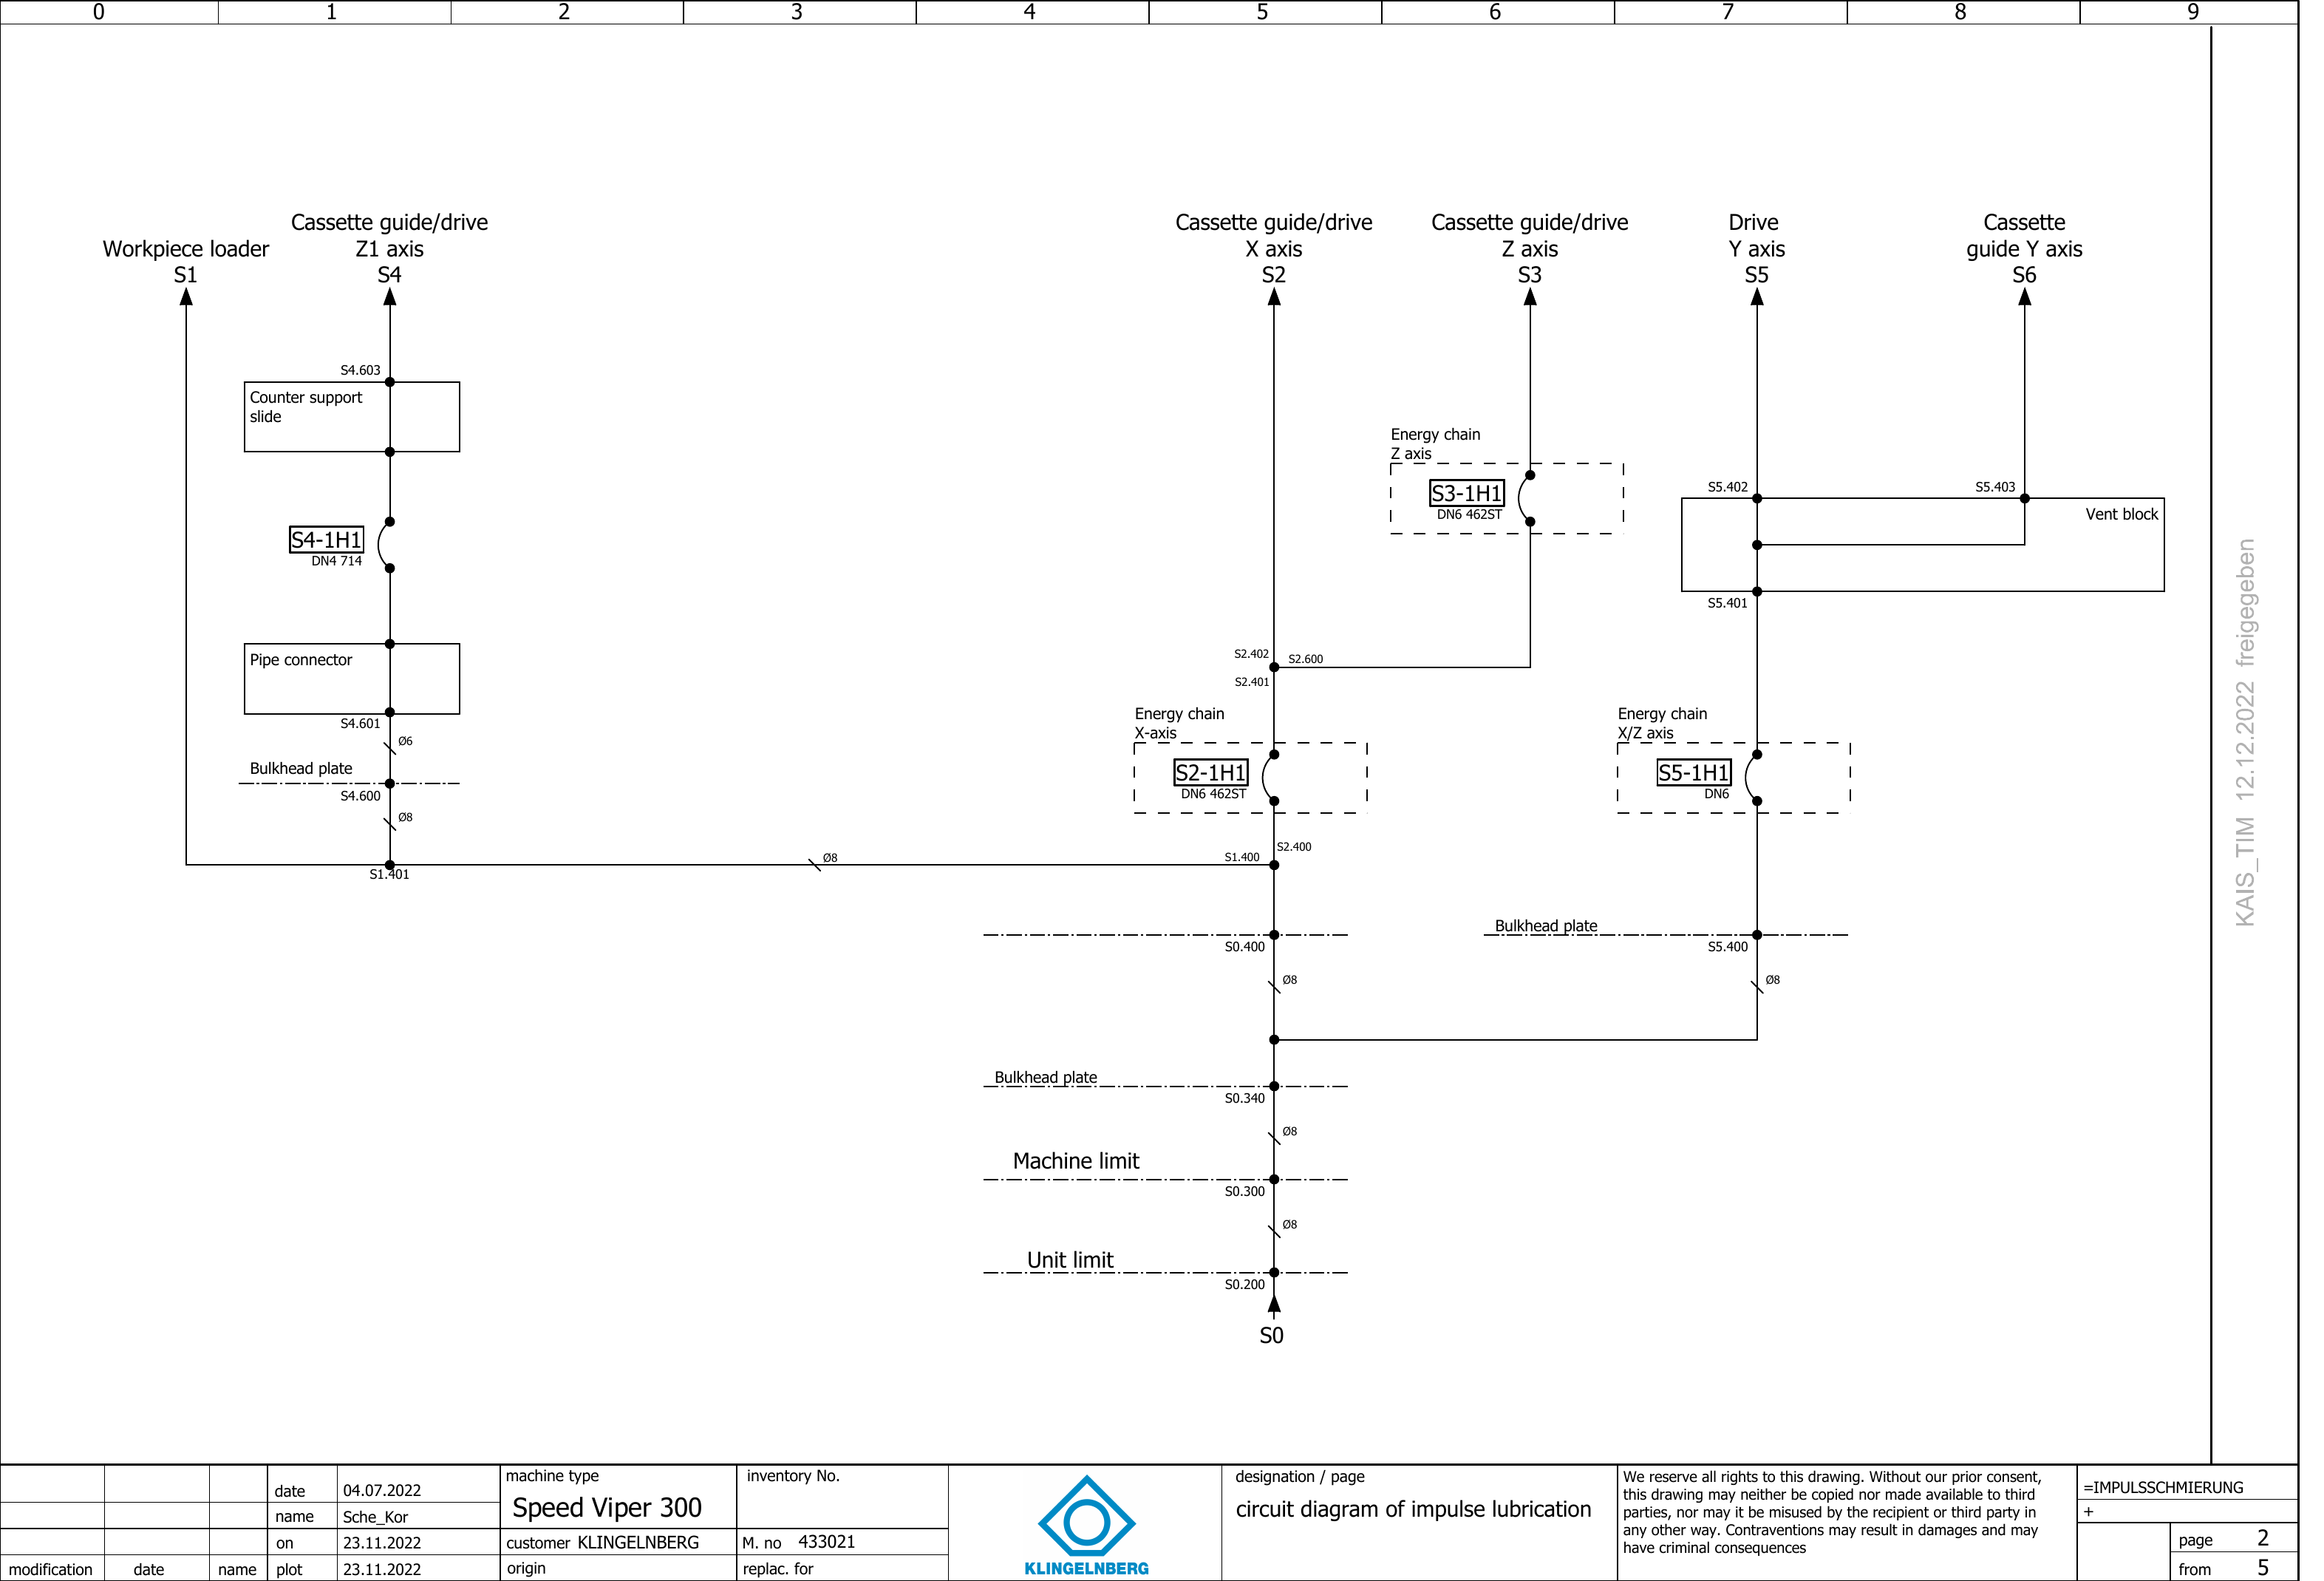 0 1 2 3 4 5 6 7 8 9
Workpiece loader
S1
Cassette guide/drive
Z1 axis
S4
Cassette guide/drive
X axis
S2
Cassette guide/drive
Z axis
S3
Drive
Y axis
S5
Cassette
guide Y axis
S6
S4.603
Counter support
slide
S4-1H1
DN4 714
Pipe connector
S4.601
Ø6
Bulkhead plate
S4.600
Ø8
S1.401
Ø8
Energy chain
Z axis
S3-1H1
DN6 462ST
S5.402
S5.403
Vent block
S5.401
S2.402
S2.600
S2.401
Energy chain
X-axis
S2-1H1
DN6 462ST
Energy chain
X/Z axis
S5-1H1
DN6
S2.400
S1.400
S0.400
Ø8
Bulkhead plate
S5.400
Ø8
Bulkhead plate
S0.340
Ø8
Machine limit
S0.300
Ø8
Unit limit
S0.200
S0
KAIS_TIM 12.12.2022 freigegeben
modification date name
date 04.07.2022
name Sche_Kor
on 23.11.2022
plot 23.11.2022
machine type
Speed Viper 300
customer KLINGELNBERG
origin
inventory No.
M. no 433021
replac. for
KLINGELNBERG
designation / page
circuit diagram of impulse lubrication
We reserve all rights to this drawing. Without our prior consent,
this drawing may neither be copied nor made available to third
parties, nor may it be misused by the recipient or third party in
any other way. Contraventions may result in damages and may
have criminal consequences
=IMPULSSCHMIERUNG
+
page 2
from 5